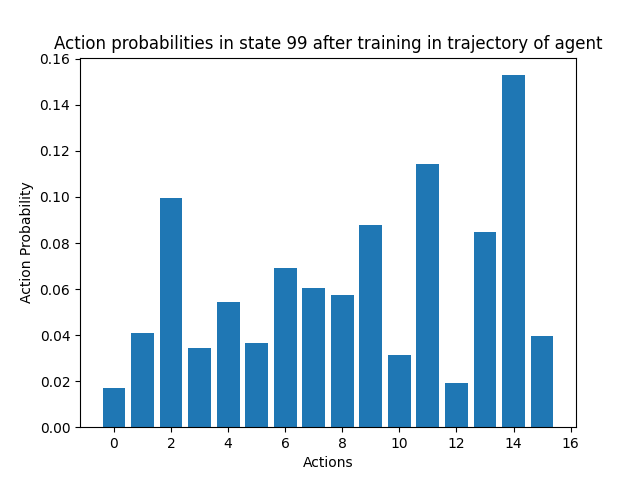 Action probabilities in state 99 after training in trajectory of agent
0.16
0.14
0.12
0.10
0.08
0.06
0.04
0.02
0.00
Action Probability
0 2 4 6 8 10 12 14 16
Actions